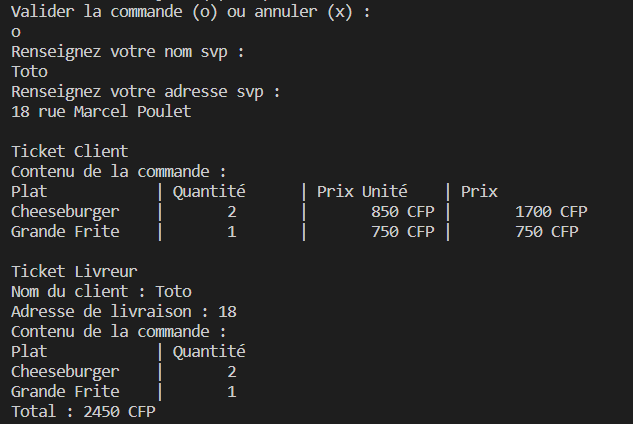 Valider la commande (o) ou annuler (x) :
o
Renseignez votre nom svp :
Toto
Renseignez votre adresse svp :
18 rue Marcel Poulet
Ticket Client
Contenu de la commande :
Plat | Quantité | Prix Unité | Prix
Cheeseburger | 2 | 850 CFP | 1700 CFP
Grande Frite | 1 | 750 CFP | 750 CFP
Ticket Livreur
Nom du client : Toto
Adresse de livraison : 18
Contenu de la commande :
Plat | Quantité
Cheeseburger | 2
Grande Frite | 1
Total : 2450 CFP